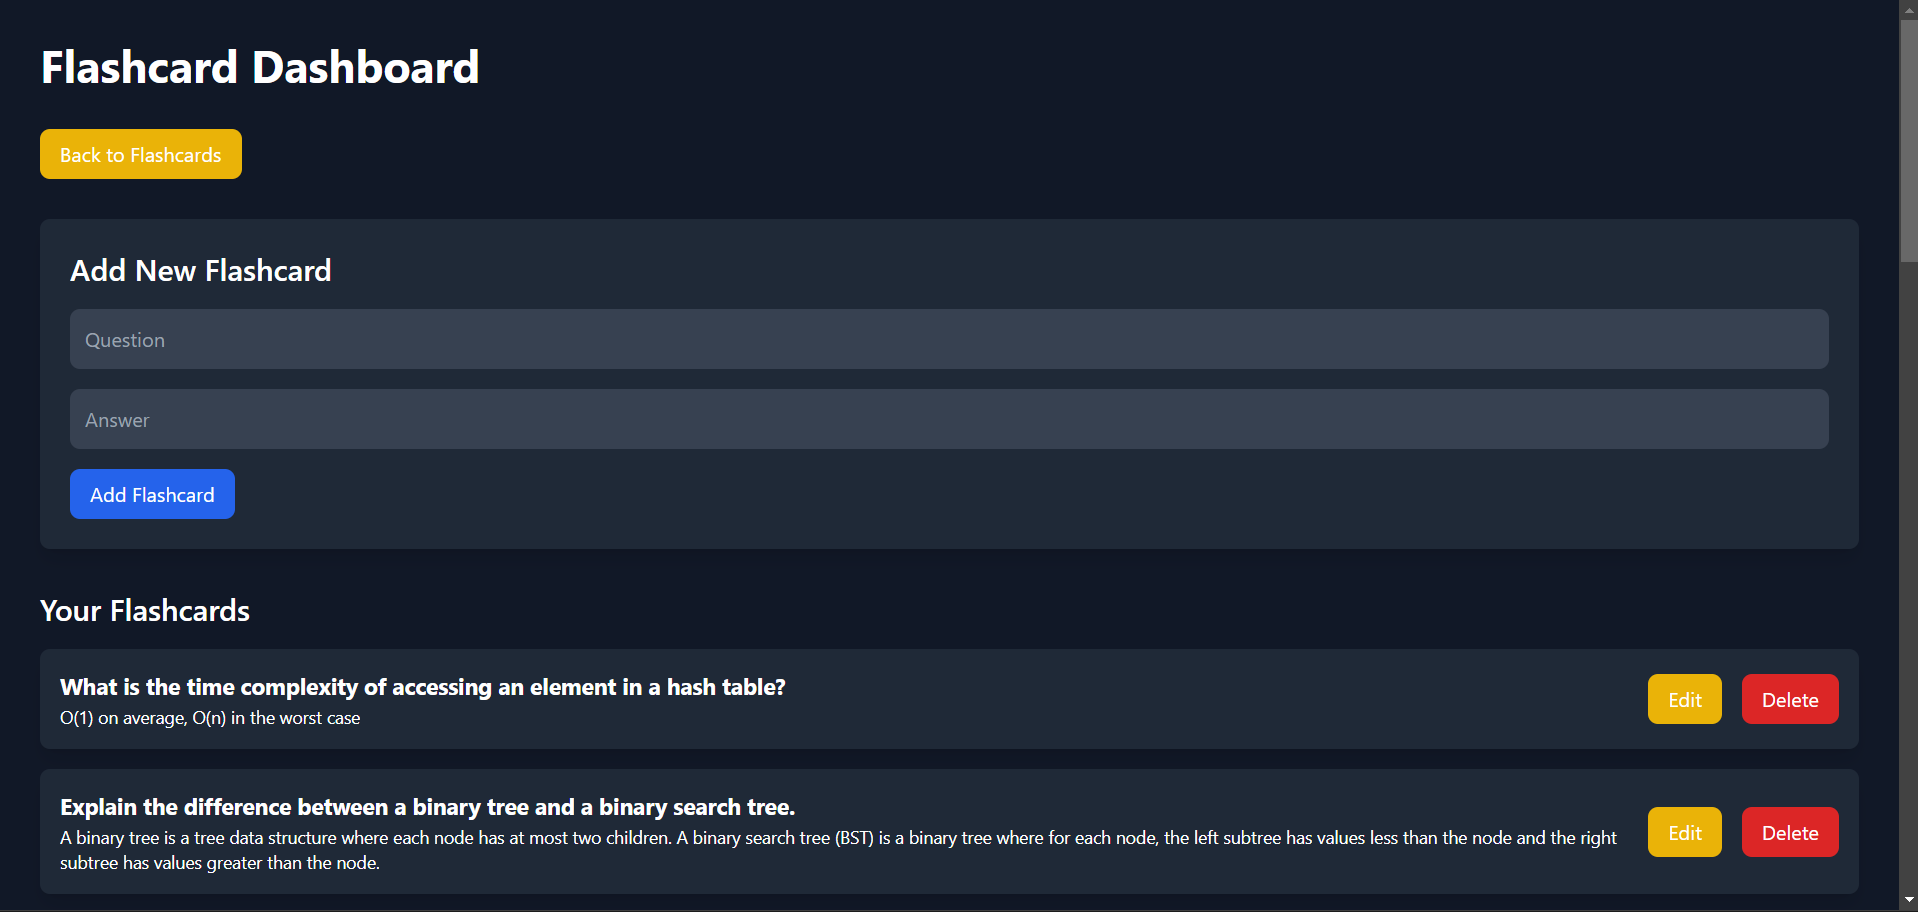 Flashcard Dashboard
Back to Flashcards
Add New Flashcard
Question
Answer
Add Flashcard
Your Flashcards
What is the time complexity of accessing an element in a hash table?
O(1) on average, O(n) in the worst case
Edit
Delete
Explain the difference between a binary tree and a binary search tree.
A binary tree is a tree data structure where each node has at most two children. A binary search tree (BST) is a binary tree where for each node, the left subtree has values less than the node and the right
subtree has values greater than the node.
Edit
Delete